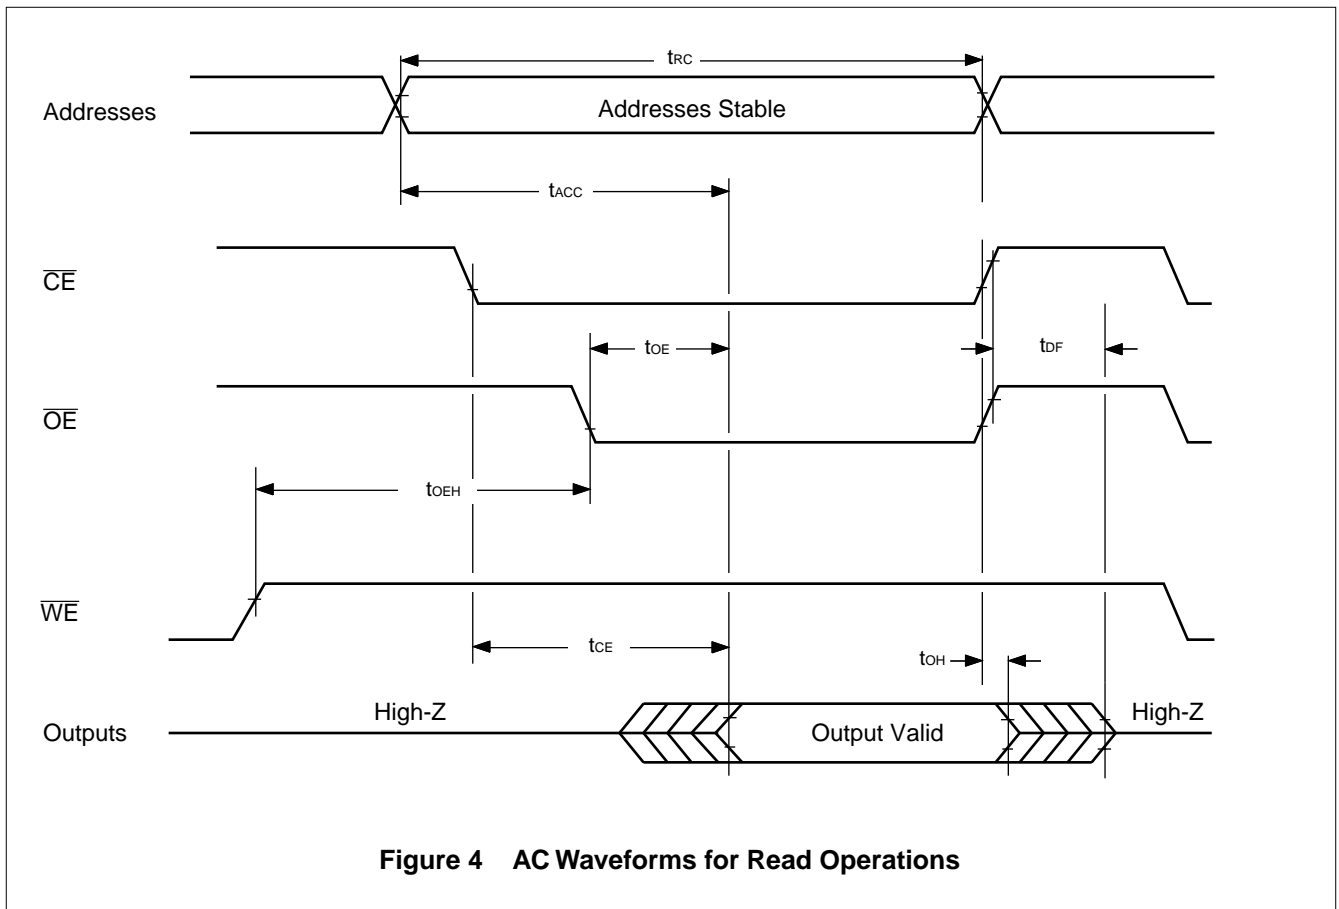 tRC
Addresses
Addresses Stable
tACC
CE
tOE
tDF
OE
tOEH
WE
tCE
tOH
High-Z
High-Z
Outputs
Output Valid
Figure 4 AC Waveforms for Read Operations